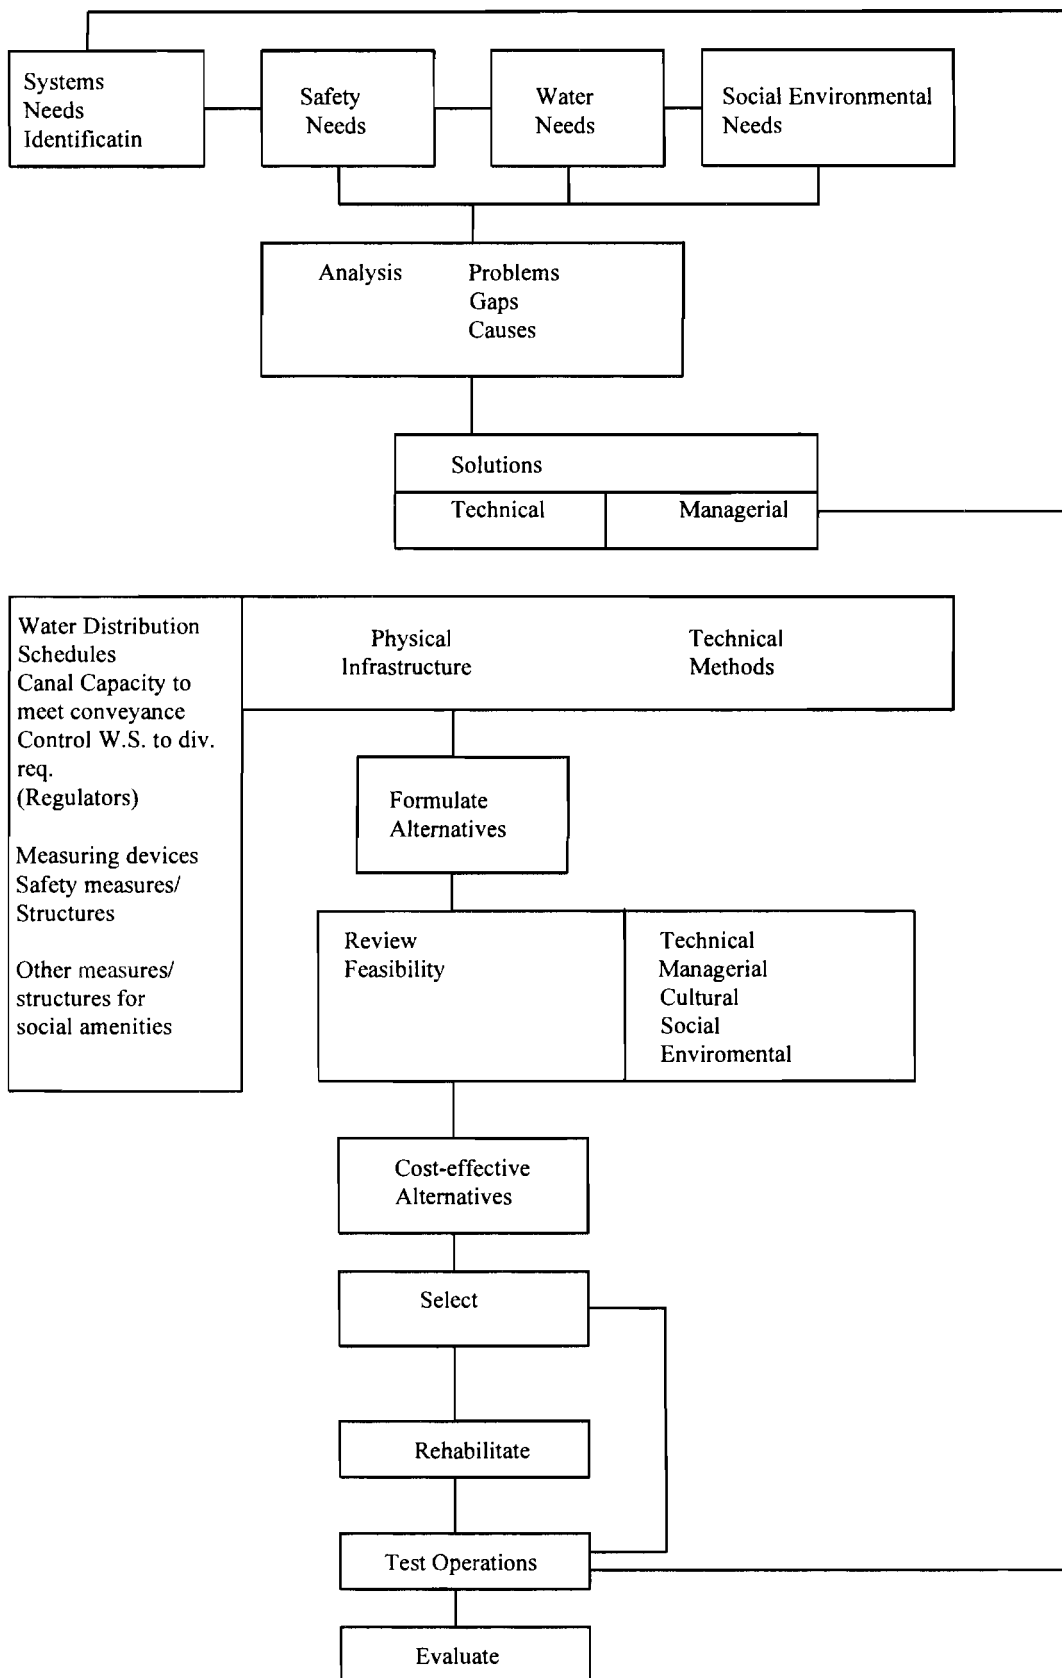 Systems
Needs
Identificatin
Safety
Needs
Water
Needs
Social Environmental
Needs
Analysis
Problems
Gaps
Causes
Solutions
Technical
Managerial
Water Distribution
Schedules
Canal Capacity to
meet conveyance
Control W.S. to div.
req.
(Regulators)
Measuring devices
Safety measures/
Structures
Other measures/
structures for
social amenities
Physical
Infrastructure
Technical
Methods
Formulate
Alternatives
Review
Feasibility
Technical
Managerial
Cultural
Social
Enviromental
Cost-effective
Alternatives
Select
Rehabilitate
Test Operations
Evaluate